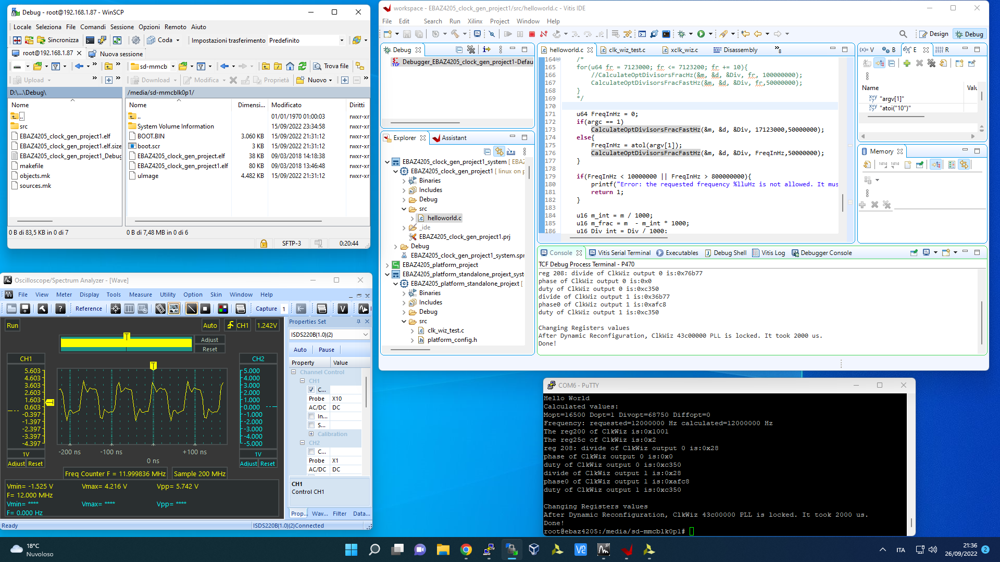 Debug - root@192.168.1.87 - WinSCP
Locale Seleziona File Comandi Sessione Opzioni Remoto Aiuto
Sincronizza
Coda
Impostazioni trasferimento Predefinito
root@192.168.1.87
Nuova sessione
sd-mmcb
Trova file
Upload
Download
Modifica
Proprietà
Nuovo
D:\...\Debug\
/media/sd-mmcblk0p1/
Nome
..
src
EBAZ4205_clock_gen_project1.elf
EBAZ4205_clock_gen_project1.elf.size
EBAZ4205_clock_gen_project1_Debug
makefile
objects.mk
sources.mk
Nome Dimensi... Modificato Diritti
.. 01/01/1970 01:00:03 rwxr-xr
System Volume Information 15/09/2022 23:34:58 rwxr-xr
BOOT.BIN 3.060 KB 15/09/2022 21:31:12 rwxr-xr
boot.scr 3 KB 15/09/2022 21:31:12 rwxr-xr
EBAZ4205_clock_gen_project.elf 38 KB 09/03/2018 14:18:38 rwxr-xr
EBAZ4205_clock_gen_project1.elf 80 KB 09/03/2018 13:46:48 rwxr-xr
uImage 4.482 KB 15/09/2022 21:31:12 rwxr-xr
0 B di 83,5 KB in 0 di 7
0 B di 7,48 MB in 0 di 6
SFTP-3
0:20:44
workspace - EBAZ4205_clock_gen_project1/src/helloworld.c - Vitis IDE
File Edit Search Run Xilinx Project Window Help
Design
Debug
Debug
Debugger_EBAZ4205_clock_gen_project1-Defau
Explorer
Assistant
EBAZ4205_clock_gen_project1_system [ EBAZ
EBAZ4205_clock_gen_project1 [ linux on p
Binaries
Includes
Debug
src
helloworld.c
_ide
EBAZ4205_clock_gen_project1.prj
Debug
EBAZ4205_clock_gen_project1_system.spr
EBAZ4205_platform_project
EBAZ4205_platform_standalone_projext_syst
EBAZ4205_platform_standalone_projext [
Binaries
Includes
Debug
src
clk_wiz_test.c
platform_config.h
helloworld.c
clk_wiz_test.c
xclk_wiz.c
Disassembly
»8
164 /*
165 for(u64 fr = 7123000; fr <= 7123200; fr += 10){
166 //CalculateOptDivisorsFracHz(&m, &d, &Div, fr, 100000000);
167 CalculateOptDivisorsFracFastHz(&m, &d, &Div, fr,50000000);
168 }
169 */
170
171 u64 FreqInHz = 0;
172 if(argc == 1)
173 CalculateOptDivisorsFracFastHz(&m, &d, &Div, 17123000,50000000);
174 else{
175 FreqInHz = atol(argv[1]);
176 CalculateOptDivisorsFracFastHz(&m, &d, &Div, FreqInHz,50000000);
177 }
178
179 if(FreqInHz < 10000000 || FreqInHz > 800000000){
180 printf("Error: the requested frequency %lluHz is not allowed. It mus
181 return 1;
182 }
183
184 u16 m_int = m / 1000;
185 u16 m_frac = m - m_int * 1000;
186 u16 Div int = Div / 1000;
(x)= V
B
E
R
Name Valu
"argv[1]"
"atoi("10")"
Memory
Console
Vitis Serial Terminal
Executables
Debug Shell
Vitis Log
Debugger Console
TCF Debug Process Terminal - P470
reg 208: divide of ClkWiz output 0 is:0x76b77
phase of ClkWiz output 0 is:0x0
duty of ClkWiz output 0 is:0xc350
divide of ClkWiz output 1 is:0x36b77
phase0 of ClkWiz output 1 is:0xafc8
duty of ClkWiz output 1 is:0xc350
Changing Registers values
After Dynamic Reconfiguration, ClkWiz 43c00000 PLL is locked. It took 2000 us.
Done!
Oscilloscope/Spectrum Analyzer - [Wave]
File View Meter Display Tools Measure Utility Option Skin Window Help
Reference
Capture 1
V
Run
Auto
CH1
1.242V
T
Adjust
Reset
CH1
5.603
4.603
3.603
2.603
1.603
0.603
-0.397
-1.397
-2.397
-3.397
-4.397
1V
Adjust Reset
T
-200 ns -100 ns +100 ns
0 ns
CH2
5.000
4.000
3.000
2.000
1.000
0.000
-1.000
-2.000
-3.000
-4.000
-5.000
1V
Adjust Reset
Freq Counter F = 11.999836 MHz
Sample 200 MHz
Vmin= -1.525 V Vmax= 4.216 V Vpp= 5.742 V
F= 12.000 MHz
Vmin= **** Vmax= **** Vpp= ****
F= 0.000 Hz
Properties Set
ISDS220B(1.0)(2)
Auto Pause
Property Value
Channel Control
CH1
C...
Probe X10
AC/DC DC
In...
S...
Calibration
CH2
C...
Probe X1
AC/DC DC
CH1
Control CH1
Prop... Wav... Filter Data...
Ready
ISDS220B(1.0)(2)Connected
COM6 - PuTTY
Hello World
Calculated values:
Mopt=16500 Dopt=1 Divopt=68750 Diffopt=0
Frequency: requested=12000000 Hz calculated=12000000 Hz
The reg200 of ClkWiz is:0x1001
The reg25c of ClkWiz is:0x2
reg 208: divide of ClkWiz output 0 is:0x28
phase of ClkWiz output 0 is:0x0
duty of ClkWiz output 0 is:0xc350
divide of ClkWiz output 1 is:0x28
phase0 of ClkWiz output 1 is:0xafc8
duty of ClkWiz output 1 is:0xc350
Changing Registers values
After Dynamic Reconfiguration, ClkWiz 43c00000 PLL is locked. It took 2000 us.
Done!
root@ebaz4205:/media/sd-mmcblk0p1#
18°C
Nuvoloso
ITA
21:36
26/09/2022
2